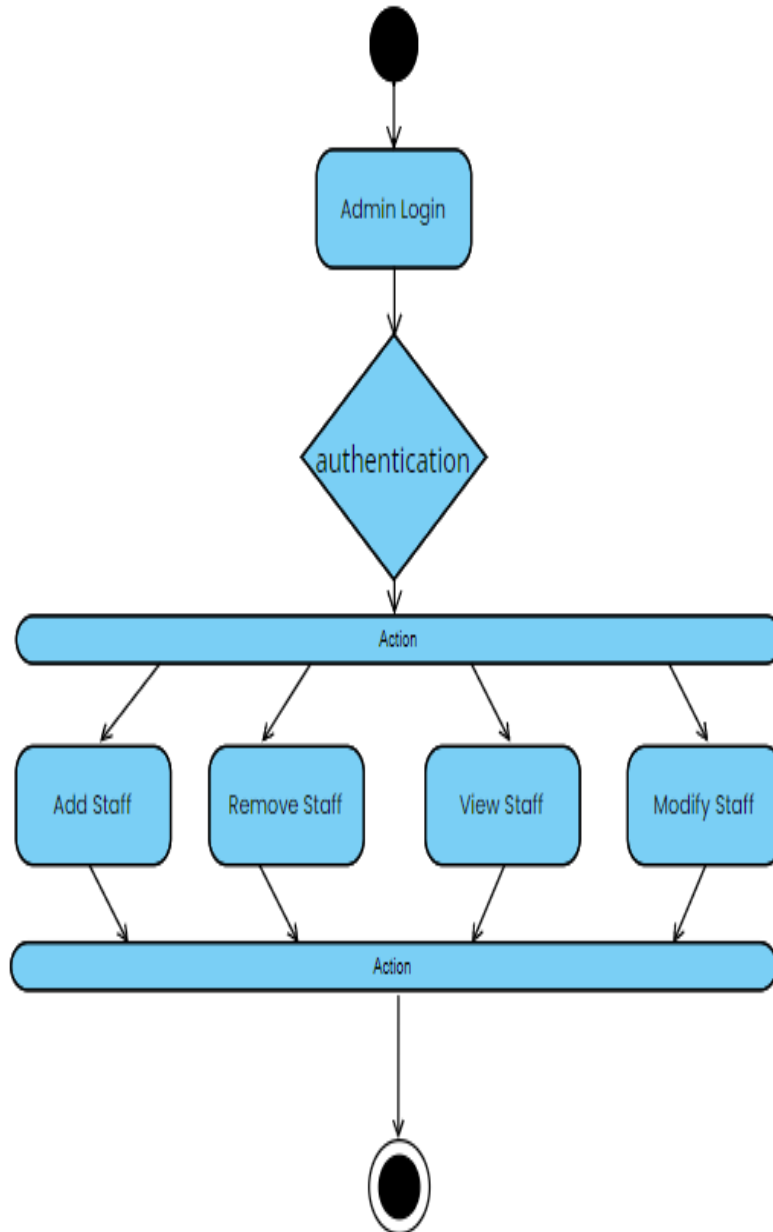 Admin Login
authentication
Action
Add Staff
Remove Staff
View Staff
Modify Staff
Action